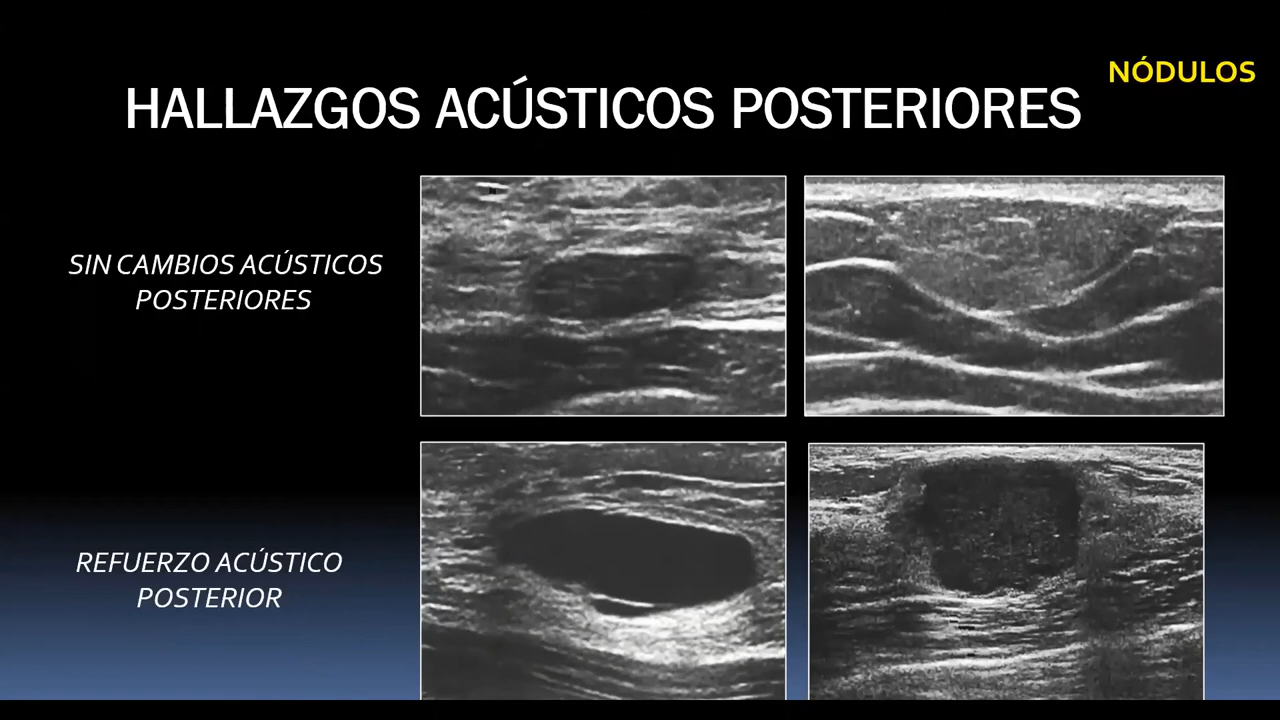 NÓDULOS
HALLAZGOS ACÚSTICOS POSTERIORES
SIN CAMBIOS ACÚSTICOS
POSTERIORES
REFUERZO ACÚSTICO
POSTERIOR